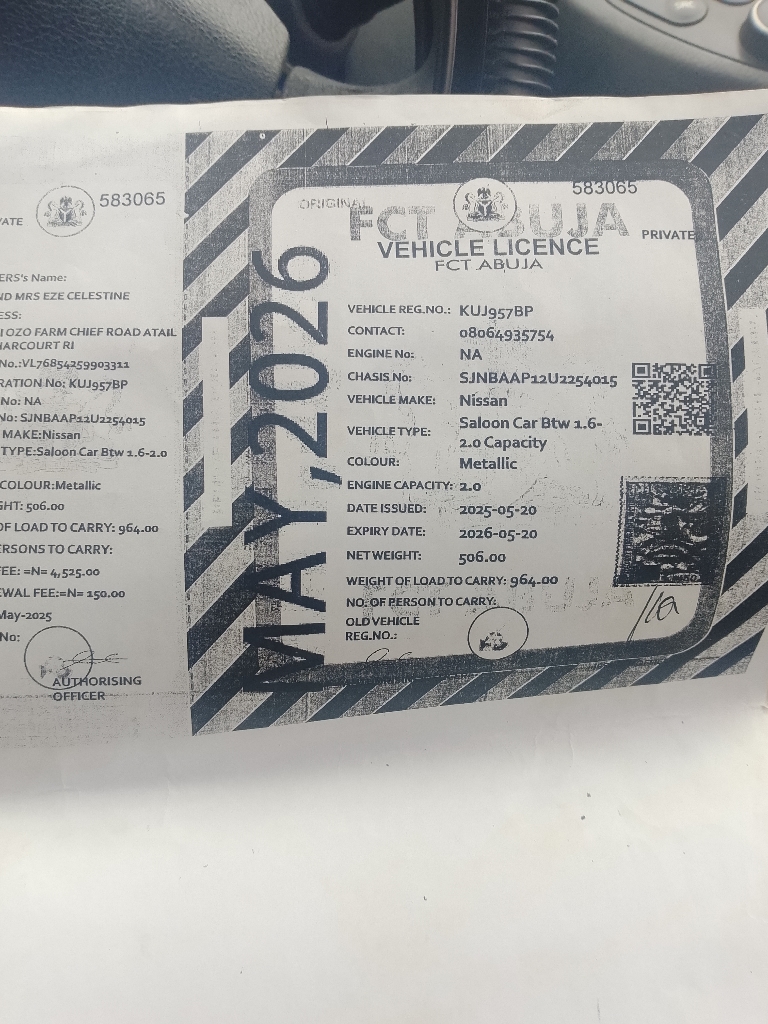 583065
VATE
ERS's Name:
ND MRS EZE CELESTINE
ESS:
I OZO FARM CHIEF ROAD ATAIL
HARCOURT RI
No.:VL76854259903311
RATION No: KUJ957BP
No: NA
No: SJNBAAP12U2254015
MAKE:Nissan
TYPE:Saloon Car Btw 1.6-2.0
COLOUR:Metallic
GHT: 506.00
OF LOAD TO CARRY: 964.00
ERSONS TO CARRY:
FEE: =N= 4,525.00
EWAL FEE:=N= 150.00
May-2025
No:
AUTHORISING
OFFICER
MAY,2026
ORIGINAL
583065
FCT ABUJA
PRIVATE
VEHICLE LICENCE
FCT ABUJA
VEHICLE REG.NO.: KUJ957BP
CONTACT: 08064935754
ENGINE No: NA
CHASIS No: SJNBAAP12U2254015
VEHICLE MAKE: Nissan
VEHICLE TYPE: Saloon Car Btw 1.6-
2.0 Capacity
COLOUR: Metallic
ENGINE CAPACITY: 2.0
DATE ISSUED: 2025-05-20
EXPIRY DATE: 2026-05-20
NET WEIGHT: 506.00
WEIGHT OF LOAD TO CARRY: 964.00
NO. OF PERSON TO CARRY:
OLD VEHICLE
REG.NO.: